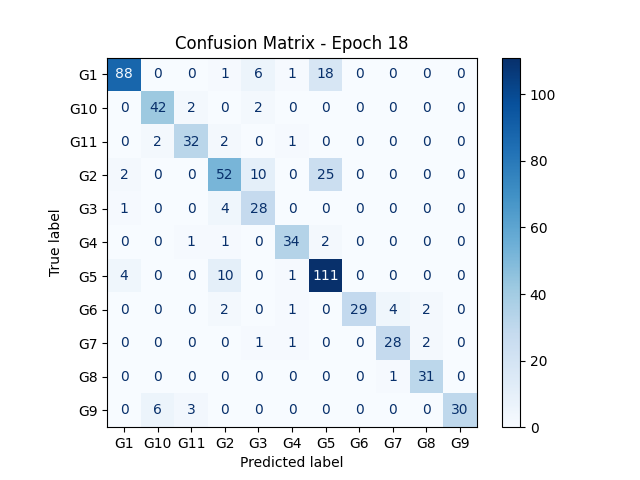 Confusion Matrix - Epoch 18
G1 88 0 0 1 6 1 18 0 0 0 0
G10 0 42 2 0 2 0 0 0 0 0 0
G11 0 2 32 2 0 1 0 0 0 0 0
G2 2 0 0 52 10 0 25 0 0 0 0
G3 1 0 0 4 28 0 0 0 0 0 0
G4 0 0 1 1 0 34 2 0 0 0 0
G5 4 0 0 10 0 1 111 0 0 0 0
G6 0 0 0 2 0 1 0 29 4 2 0
G7 0 0 0 0 1 1 0 0 28 2 0
G8 0 0 0 0 0 0 0 0 1 31 0
G9 0 6 3 0 0 0 0 0 0 0 30
G1 G10 G11 G2 G3 G4 G5 G6 G7 G8 G9
Predicted label
True label
100
80
60
40
20
0